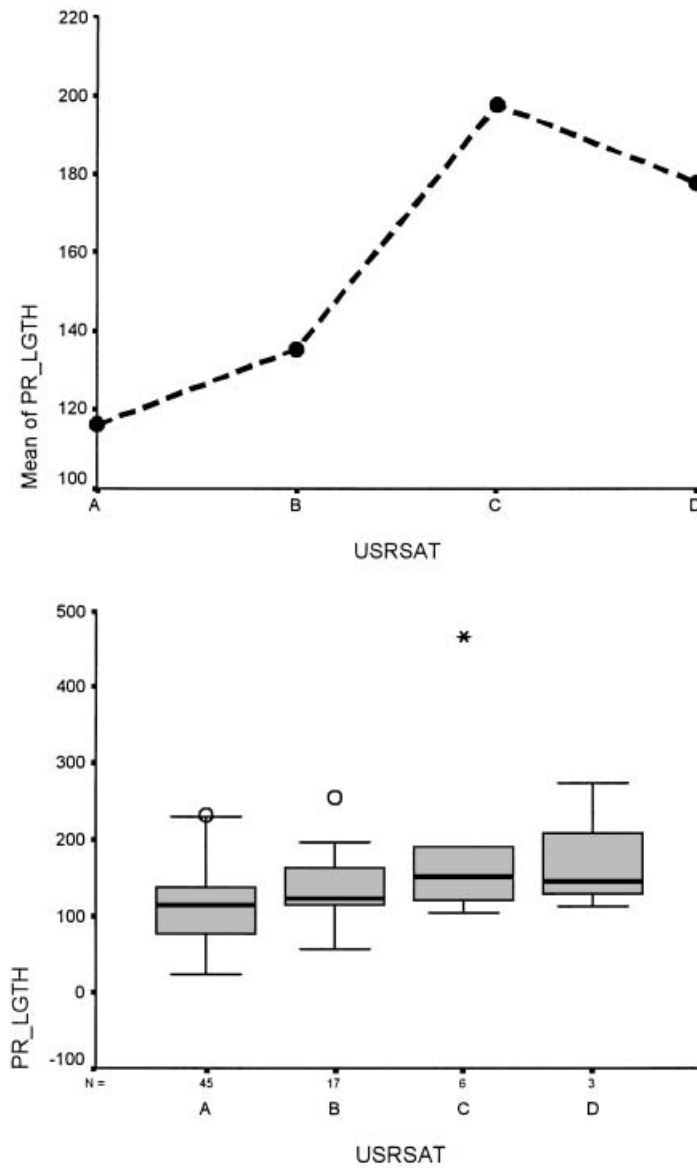 220
200
180
160
140
120
100
Mean of PR_LGTH
A B C D
USRSAT
500
400
300
200
100
0
-100
PR_LGTH
N = 45 17 6 3
A B C D
USRSAT